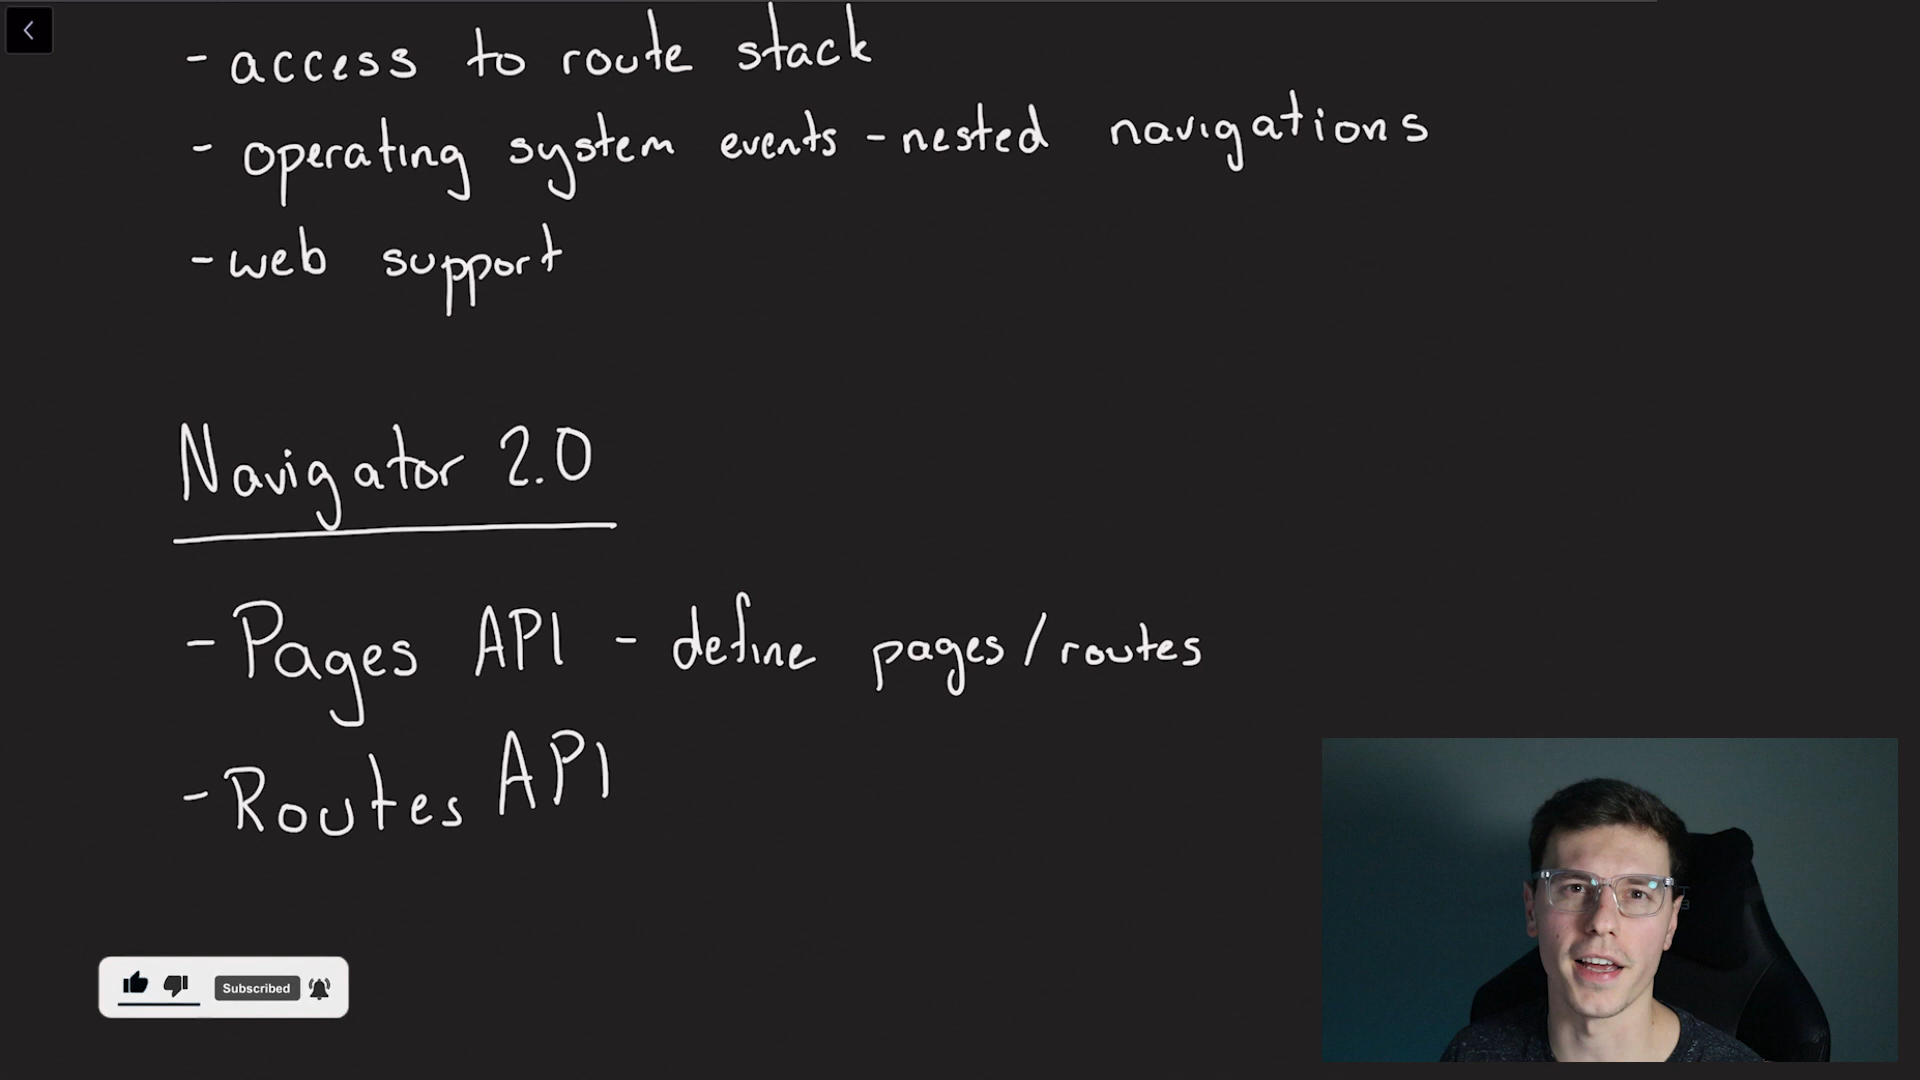 - access to route stack
- operating system events - nested navigations
- web support
Navigator 2.0
- Pages API - define pages/routes
- Routes API
Subscribed